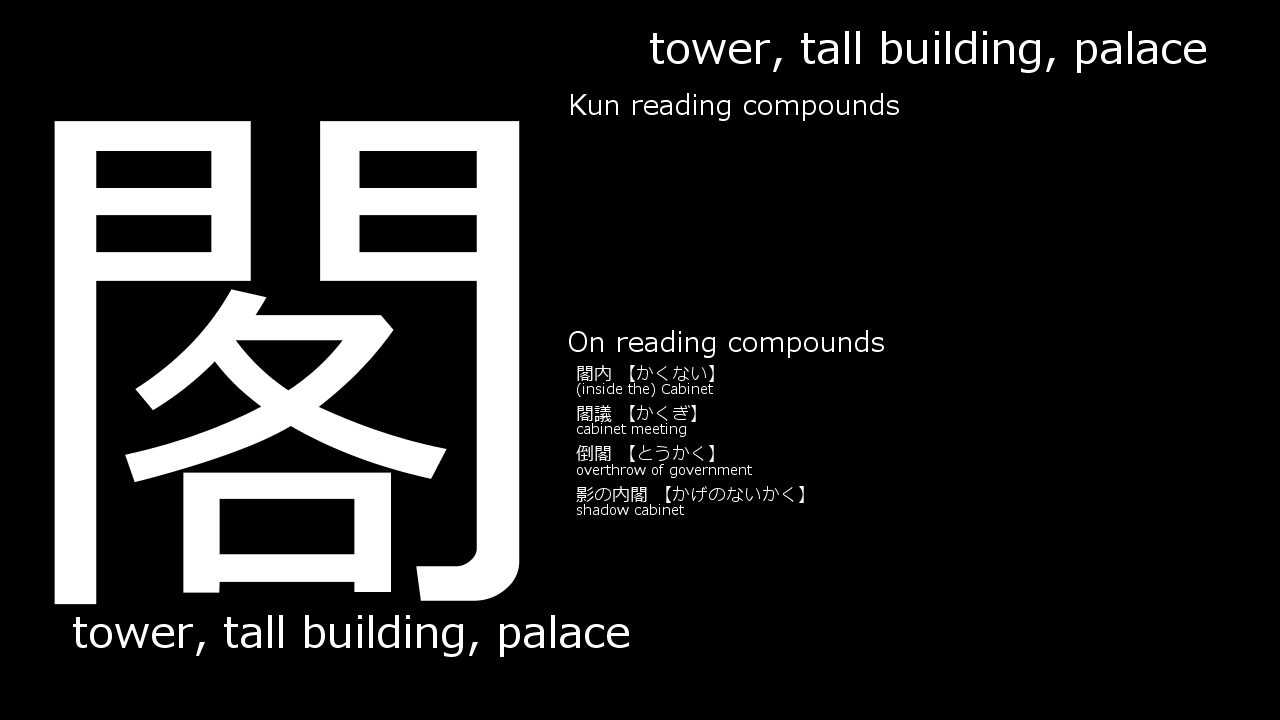 tower, tall building, palace
Kun reading compounds
閣
On reading compounds
閣内 【かくない】
(inside the) Cabinet
閣議 【かくぎ】
cabinet meeting
倒閣 【とうかく】
overthrow of government
影の内閣 【かげのないかく】
shadow cabinet
tower, tall building, palace